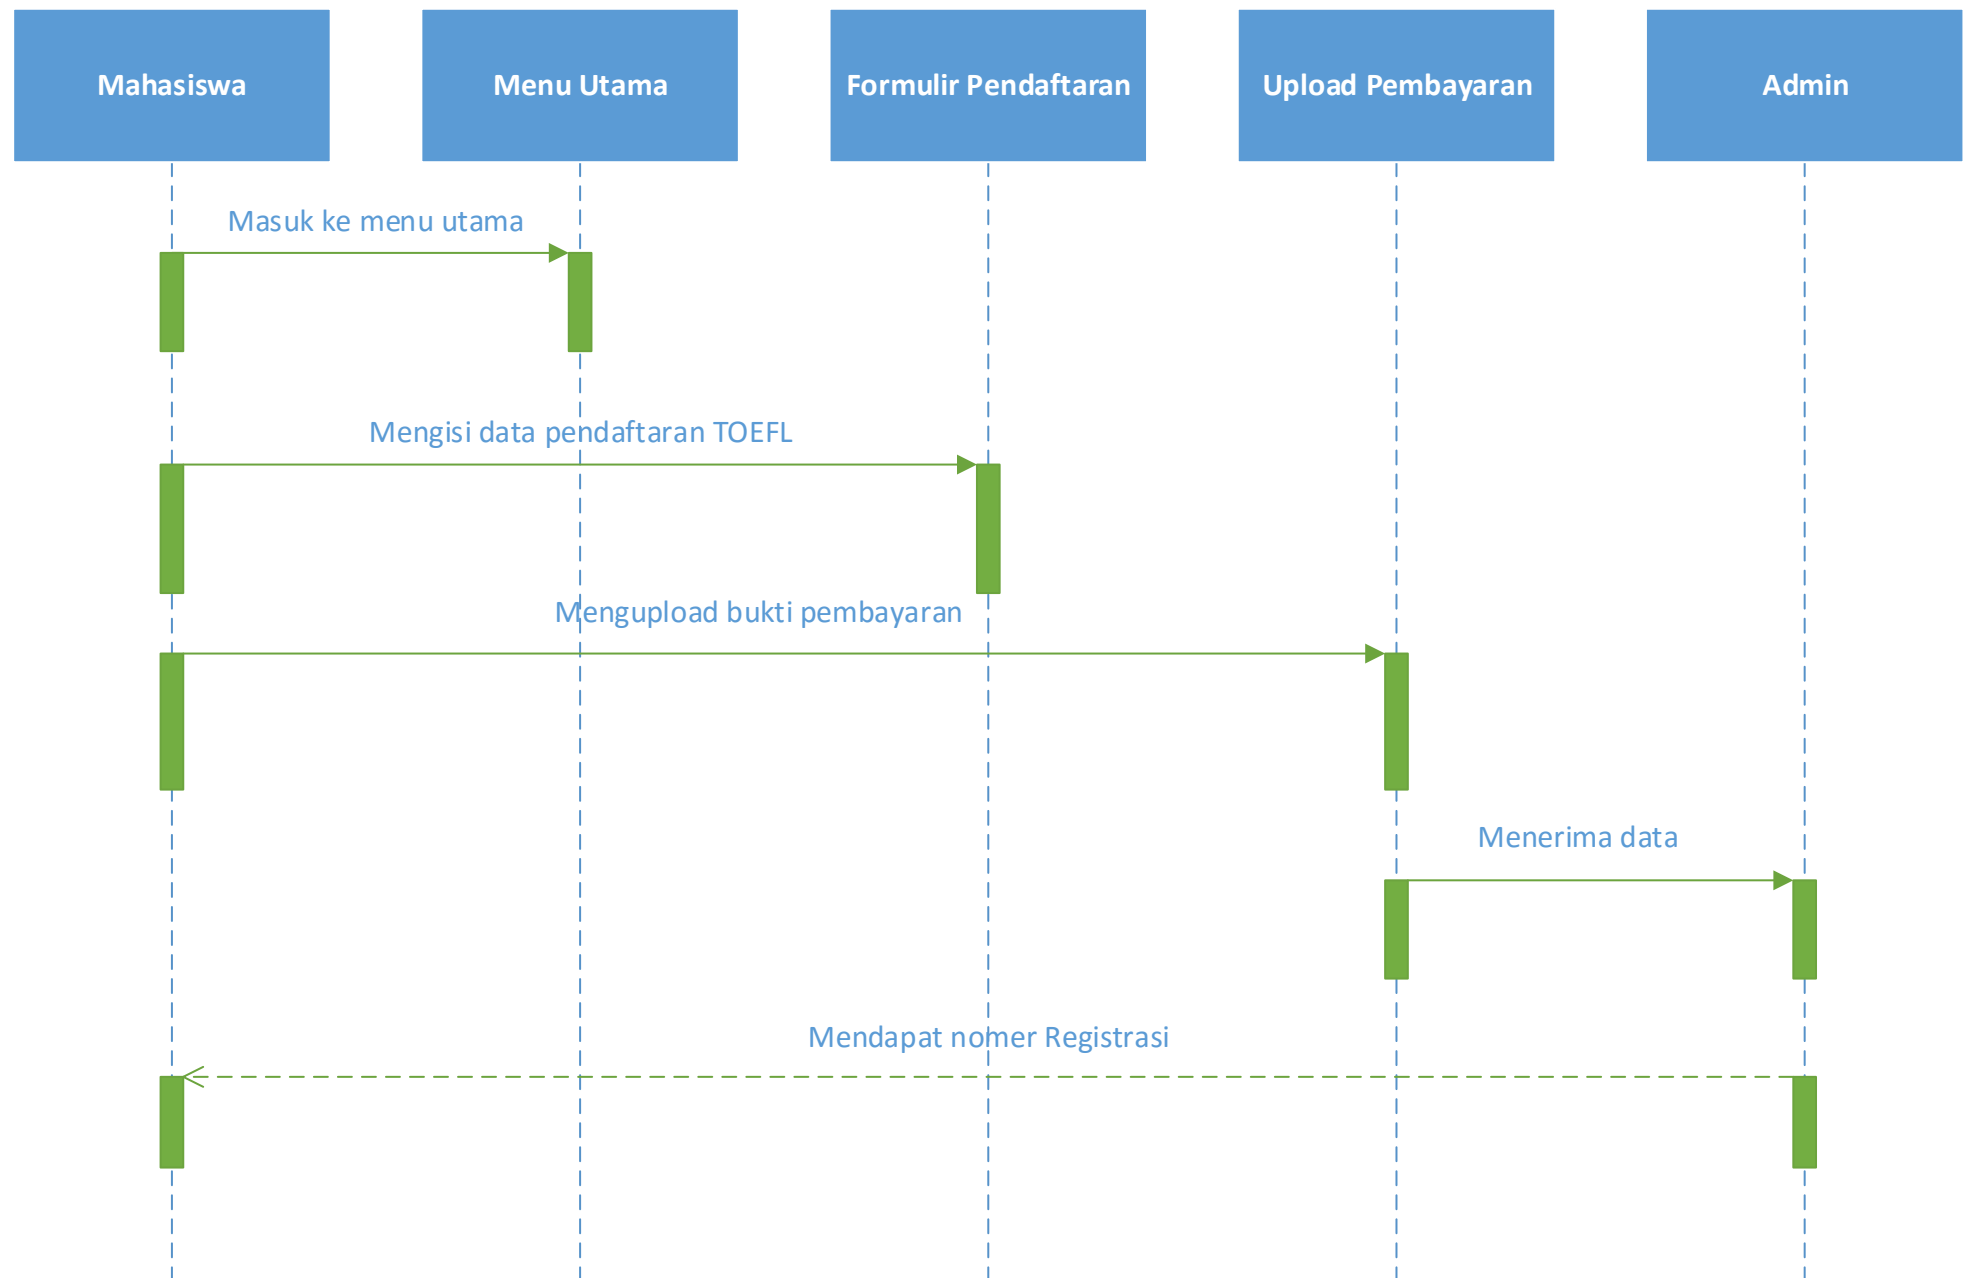 Mahasiswa
Menu Utama
Formulir Pendaftaran
Upload Pembayaran
Admin
Masuk ke menu utama
Mengisi data pendaftaran TOEFL
Mengupload bukti pembayaran
Menerima data
Mendapat nomer Registrasi